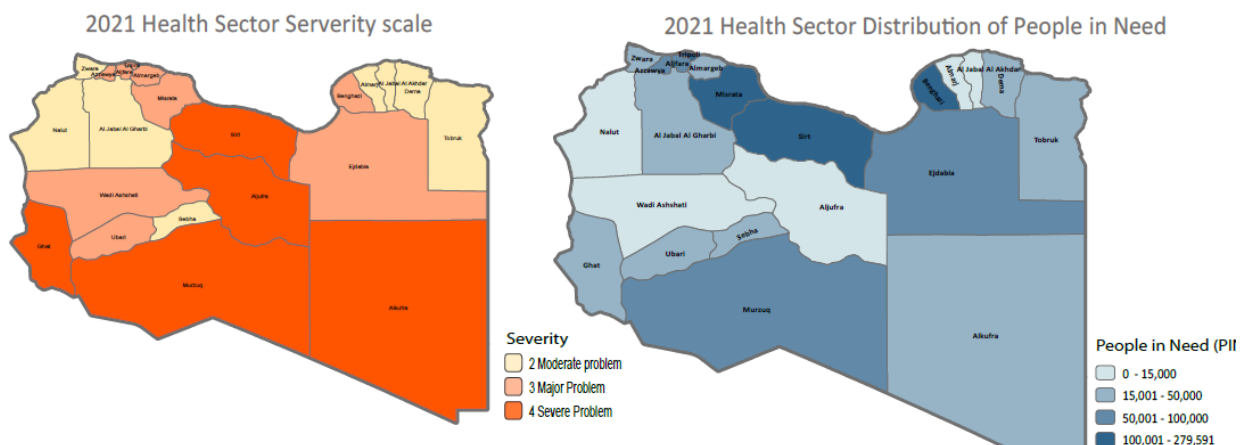 2021 Health Sector Serverity scale
Zwara
Azzawya
Aljfara
Almargeb
Misrata
Nalut
Al Jabal Al Gharbi
Sirt
Benghazi
Almarj
Al Jabal Al Akhdar
Derna
Tobruk
Ejdabia
Wadi Ashshati
Aljufra
Sebha
Ubari
Ghat
Murzuq
Alkufra
Severity
2 Moderate problem
3 Major Problem
4 Severe Problem
2021 Health Sector Distribution of People in Need
Zwara
Tripoli
Azzawya
Aljfara
Almargeb
Misrata
Nalut
Al Jabal Al Gharbi
Sirt
Benghazi
Almarj
Al Jabal Al Akhdar
Derna
Tobruk
Ejdabia
Wadi Ashshati
Aljufra
Sebha
Ubari
Ghat
Murzuq
Alkufra
People in Need (PI
0 - 15,000
15,001 - 50,000
50,001 - 100,000
100,001 - 279,591